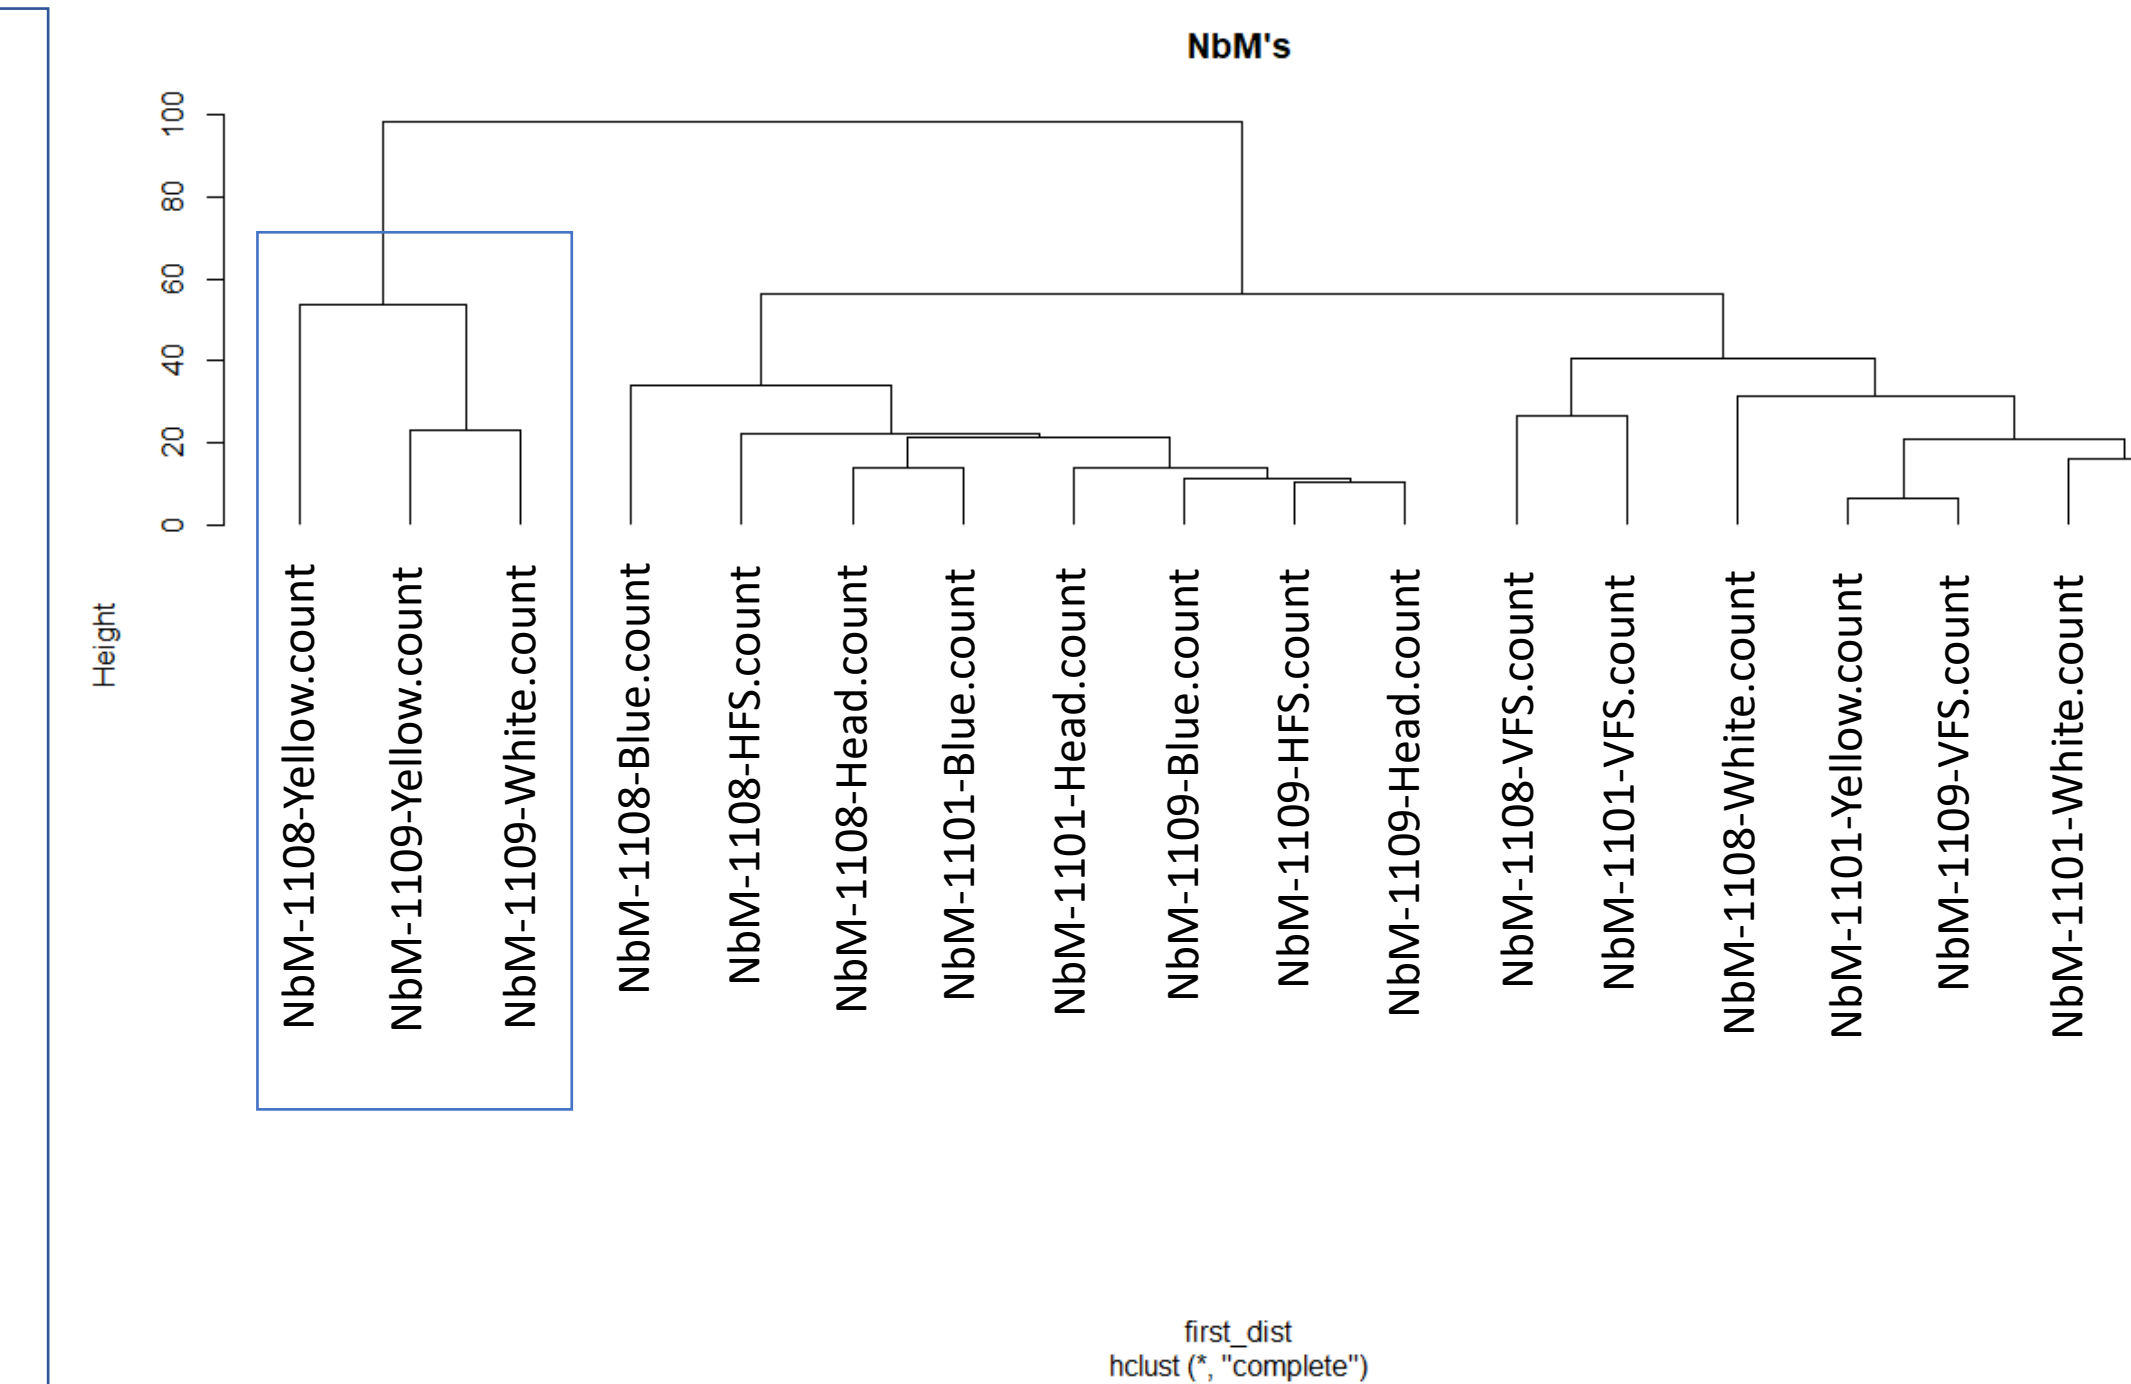 NbM's
100
80
60
40
20
0
Height
NbM-1108-Yellow.count
NbM-1109-Yellow.count
NbM-1109-White.count
NbM-1108-Blue.count
NbM-1108-HFS.count
NbM-1108-Head.count
NbM-1101-Blue.count
NbM-1101-Head.count
NbM-1109-Blue.count
NbM-1109-HFS.count
NbM-1109-Head.count
NbM-1108-VFS.count
NbM-1101-VFS.count
NbM-1108-White.count
NbM-1101-Yellow.count
NbM-1109-VFS.count
NbM-1101-White.count
first_dist
hclust (*, "complete")